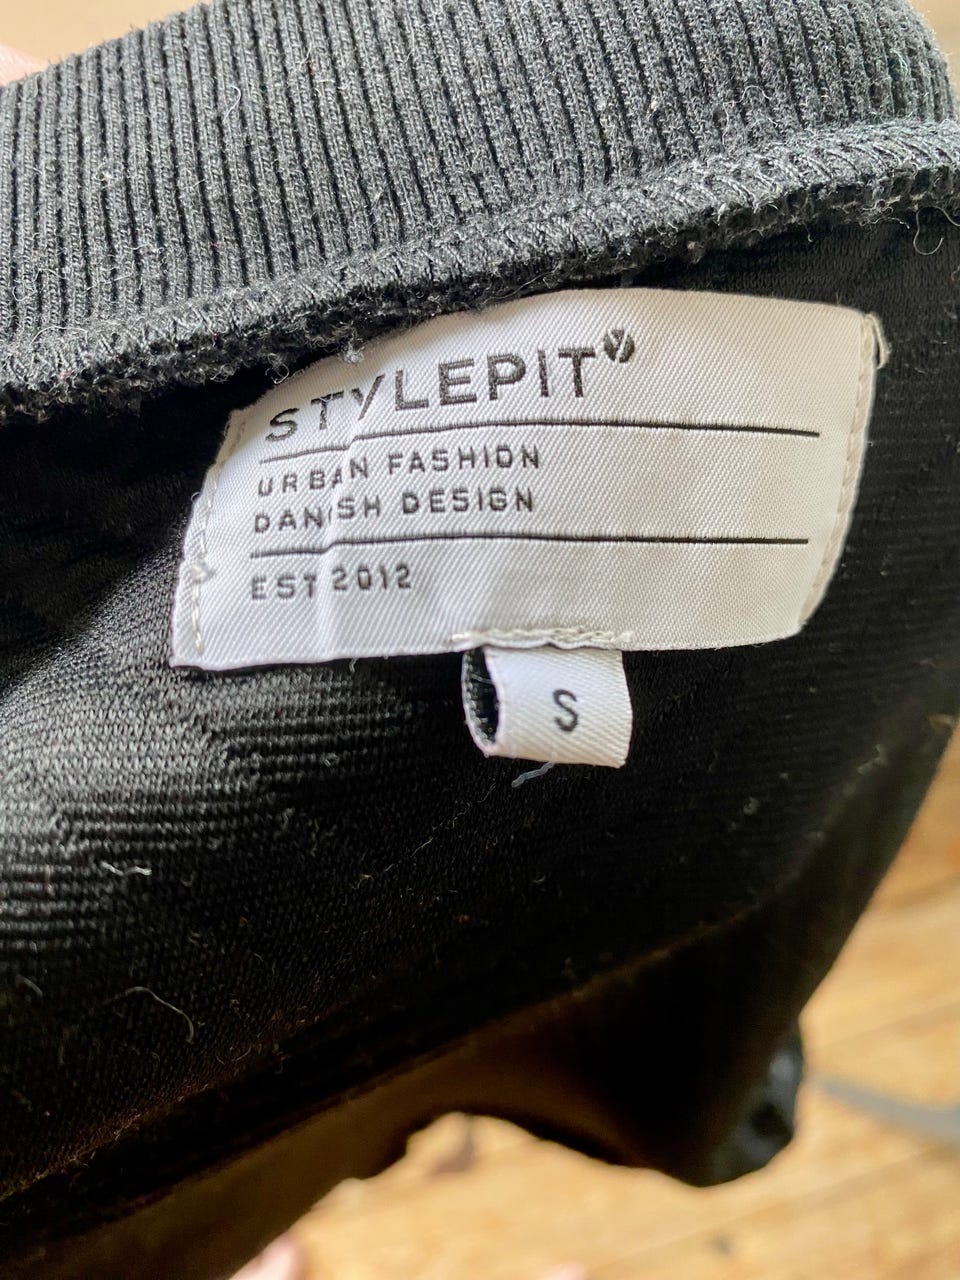 STYLEPIT
URBAN FASHION
DANISH DESIGN
EST 2012
S